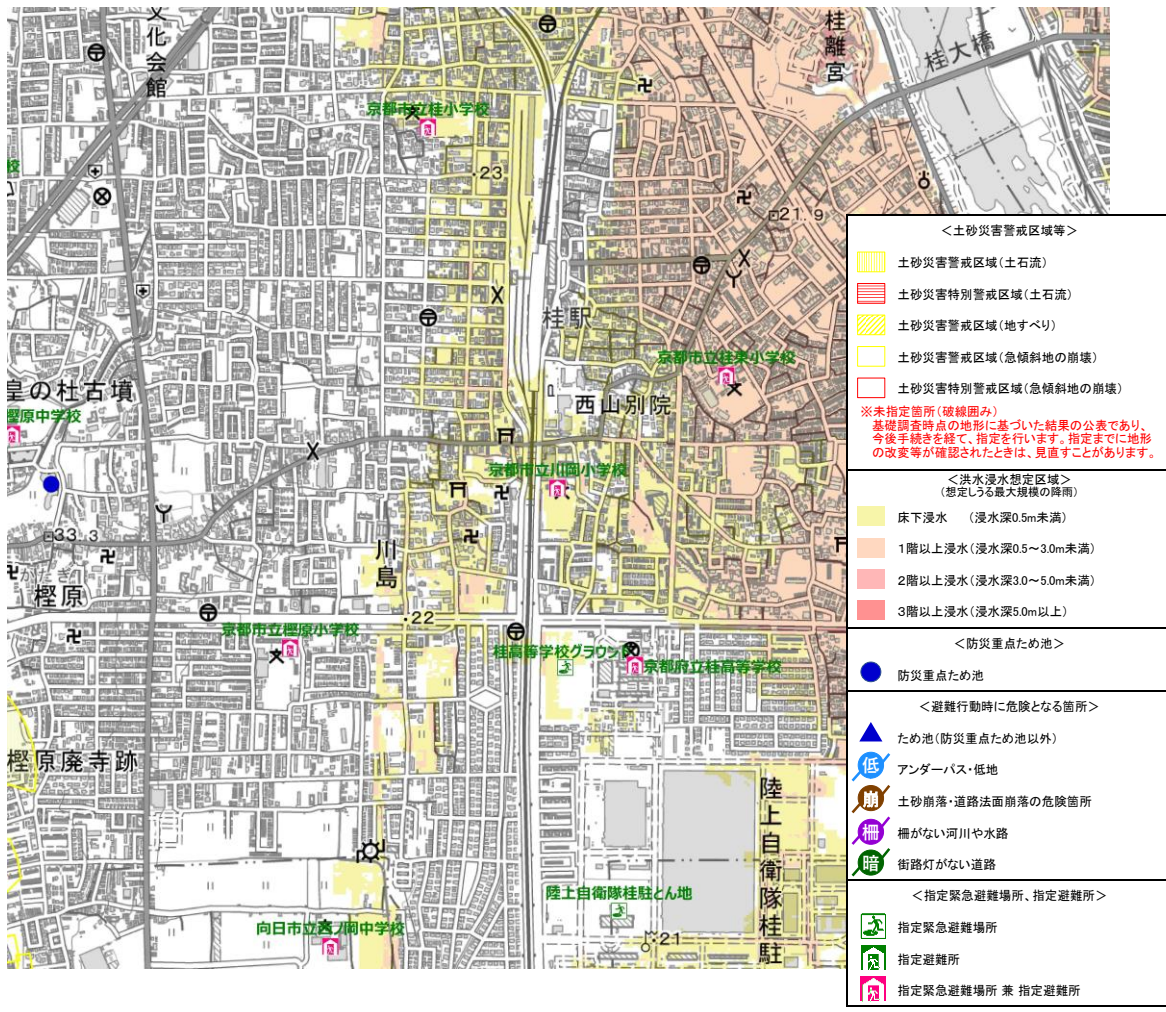 文化会館
桂離宮
桂大橋
京都市立桂小学校
校
・23
21.9
桂駅
京都市立桂東小学校
西山別院
皇の杜古墳
樫原中学校
京都市立川岡小学校
33.3
かたぎ
樫原
川島
・22
京都市立樫原小学校
桂高等学校グラウンド
京都府立桂高等学校
樫原廃寺跡
陸上自衛隊桂駐
陸上自衛隊桂駐とん地
向日市立西ノ岡中学校
・21
＜土砂災害警戒区域等＞
土砂災害警戒区域（土石流）
土砂災害特別警戒区域（土石流）
土砂災害警戒区域（地すべり）
土砂災害警戒区域（急傾斜地の崩壊）
土砂災害特別警戒区域（急傾斜地の崩壊）
※未指定箇所（破線囲み）
基礎調査時点の地形に基づいた結果の公表であり、
今後手続きを経て、指定を行います。指定までに地形
の改変等が確認されたときは、見直すことがあります。
＜洪水浸水想定区域＞
（想定しうる最大規模の降雨）
床下浸水　（浸水深0.5m未満）
1階以上浸水（浸水深0.5～3.0m未満）
2階以上浸水（浸水深3.0～5.0m未満）
3階以上浸水（浸水深5.0m以上）
＜防災重点ため池＞
防災重点ため池
＜避難行動時に危険となる箇所＞
ため池（防災重点ため池以外）
低 アンダーパス・低地
崩 土砂崩落・道路法面崩落の危険箇所
柵 柵がない河川や水路
暗 街路灯がない道路
＜指定緊急避難場所、指定避難所＞
指定緊急避難場所
指定避難所
指定緊急避難場所 兼 指定避難所